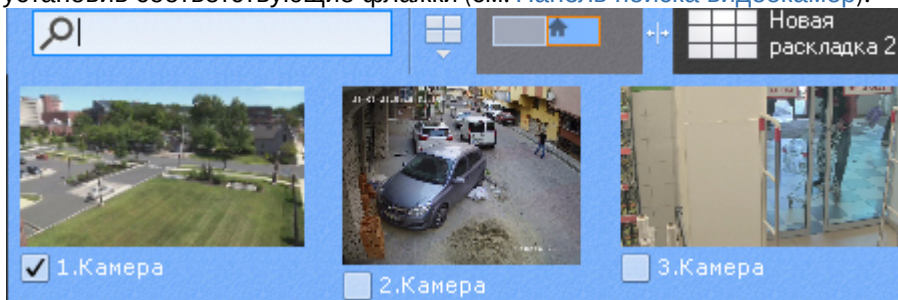 установив соответствующие флажки (см. Панель поиска видеокамер).
Новая
раскладка 2
1.Камера
2.Камера
3.Камера